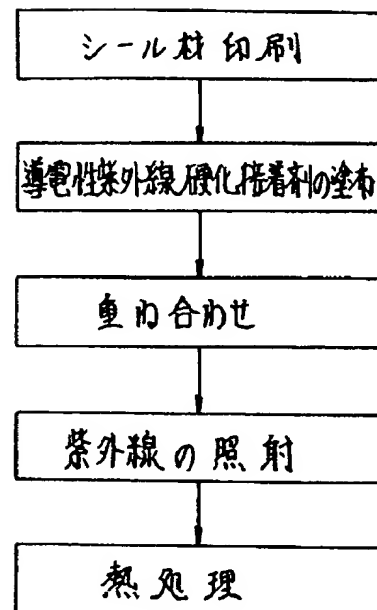 シール材印刷
導電性紫外線硬化接着剤の塗布
重ね合わせ
紫外線の照射
熱処理